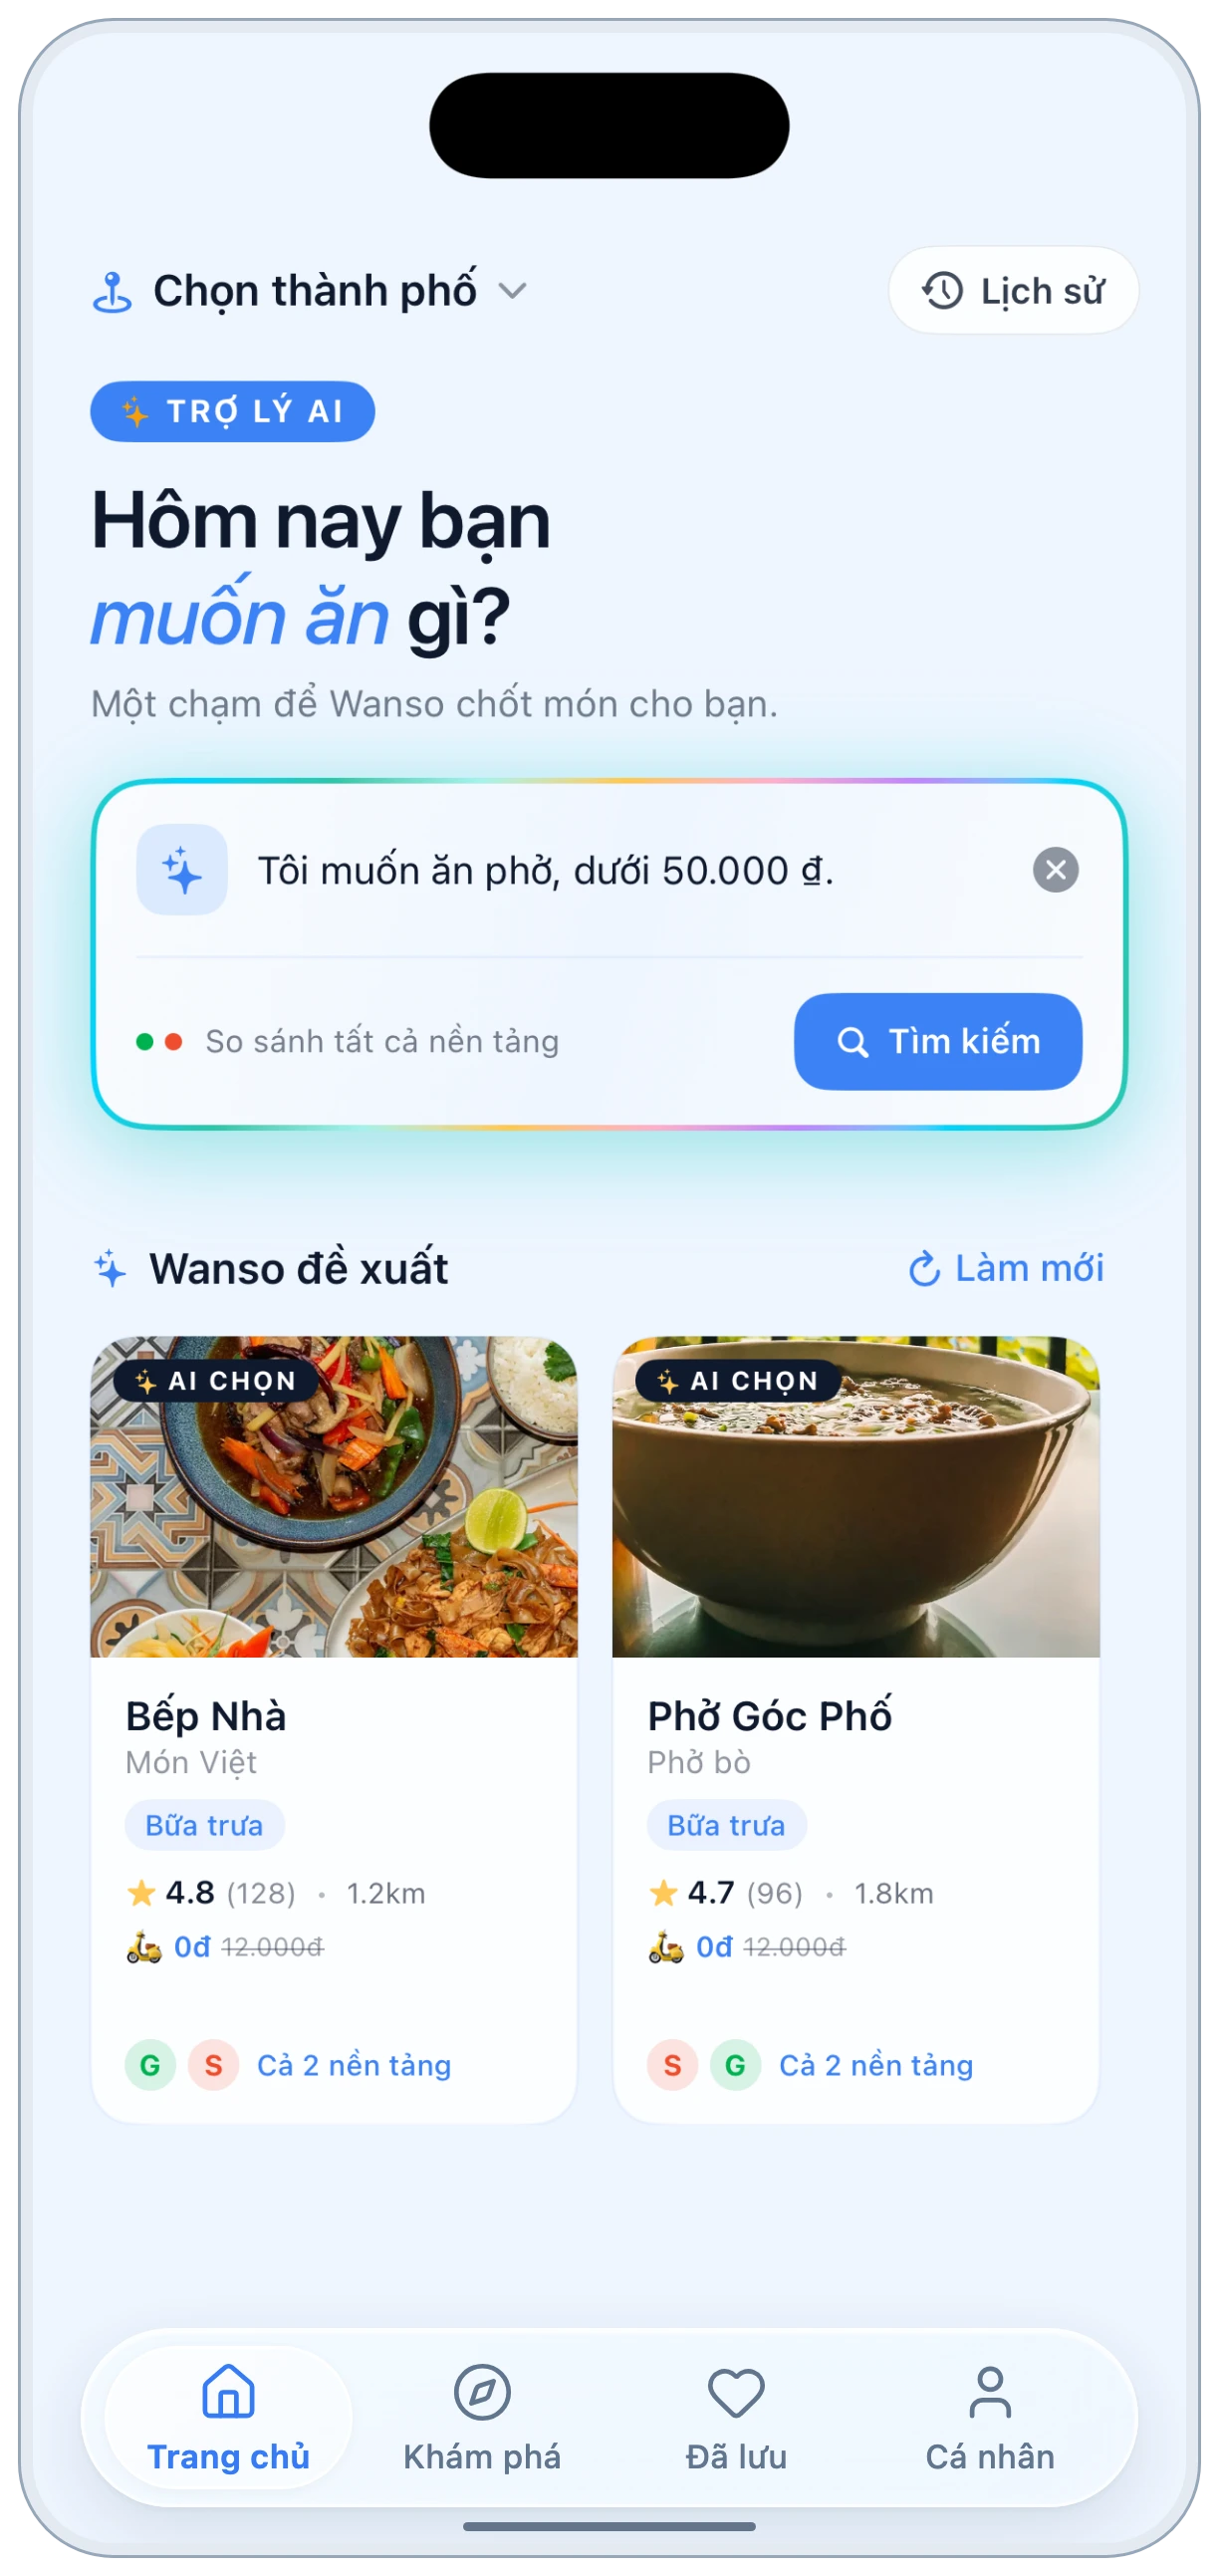 Chọn thành phố
Lịch sử
TRỢ LÝ AI
Hôm nay bạn
muốn ăn gì?
Một chạm để Wanso chốt món cho bạn.
Tôi muốn ăn phở, dưới 50.000 ₫.
So sánh tất cả nền tảng
Tìm kiếm
Wanso đề xuất
Làm mới
AI CHỌN
Bếp Nhà
Món Việt
Bữa trưa
4.8 (128) • 1.2km
0đ 12.000đ
G S Cả 2 nền tảng
AI CHỌN
Phở Góc Phố
Phở bò
Bữa trưa
4.7 (96) • 1.8km
0đ 12.000đ
S G Cả 2 nền tảng
Trang chủ
Khám phá
Đã lưu
Cá nhân